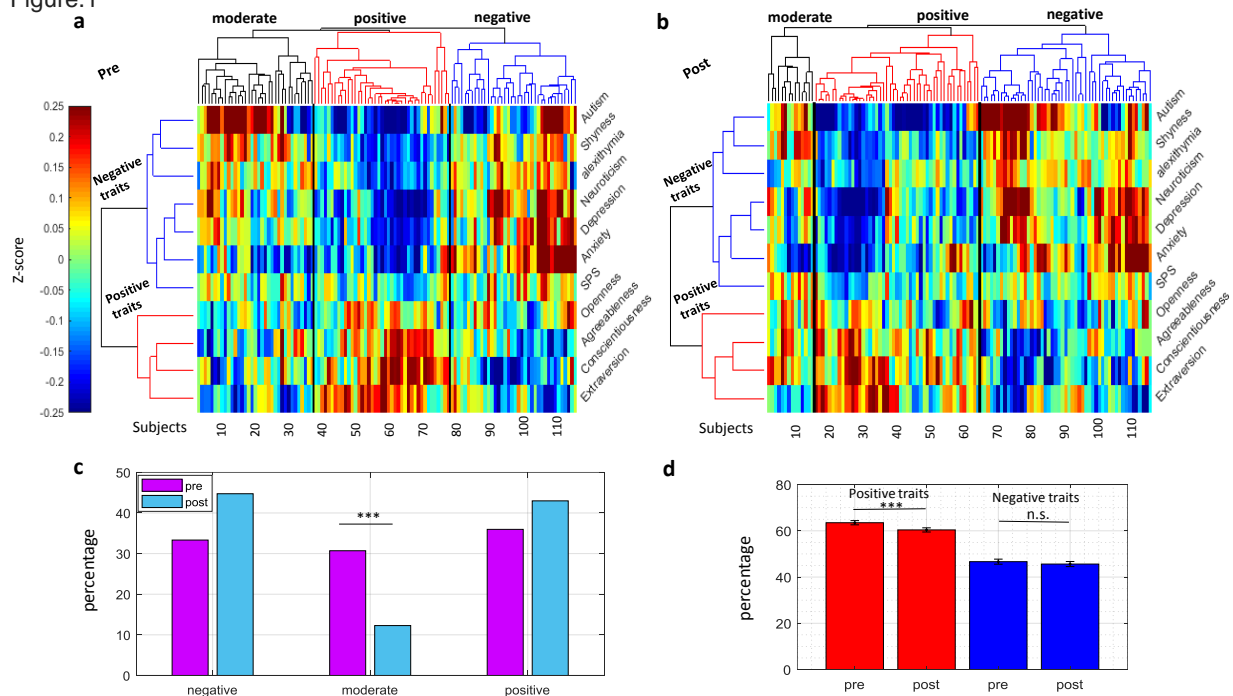 Figure.1
a
moderate
positive
negative
Pre
0.25
0.2
0.15
0.1
0.05
0
-0.05
-0.1
-0.15
-0.2
-0.25
Z-score
Negative
traits
Positive
traits
Autism
Shyness
alexithymia
Neuroticism
Depression
Anxiety
SPS
Openness
Agreeableness
Conscientiousness
Extraversion
Subjects
10 20 30 40 50 60 70 80 90 100 110
b
moderate
positive
negative
Post
Negative
traits
Positive
traits
Autism
Shyness
alexithymia
Neuroticism
Depression
Anxiety
SPS
Openness
Agreeableness
Conscientiousness
Extraversion
Subjects
10 20 30 40 50 60 70 80 90 100 110
c
50
40
30
20
10
0
percentage
pre
post
***
negative moderate positive
d
80
60
40
20
0
percentage
Positive traits
***
Negative traits
n.s.
pre post pre post